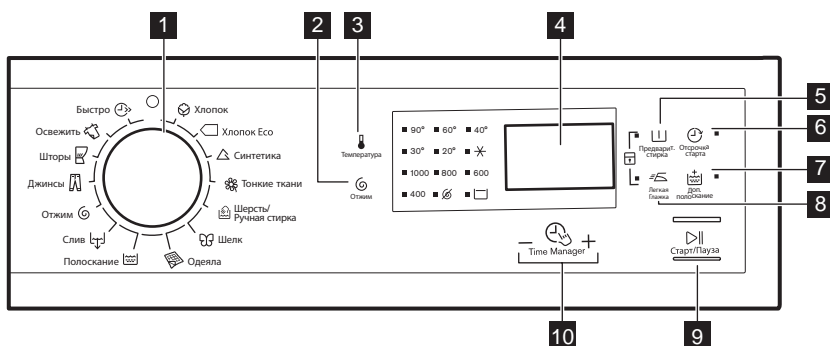 1
2
3
4
5
6
7
8
9
10
Быстро
Освежить
Шторы
Джинсы
Отжим
Слив
Полоскание
Хлопок
Хлопок Eco
Синтетика
Тонкие ткани
Шерсть/
Ручная стирка
Шелк
Одеяла
Температура
Отжим
90° 60° 40°
30° 20°
1000 800 600
400
Предварит.
стирка
Отсрочка
старта
Легкая
Глажка
Доп.
полоскание
− Time Manager +
Старт/Пауза